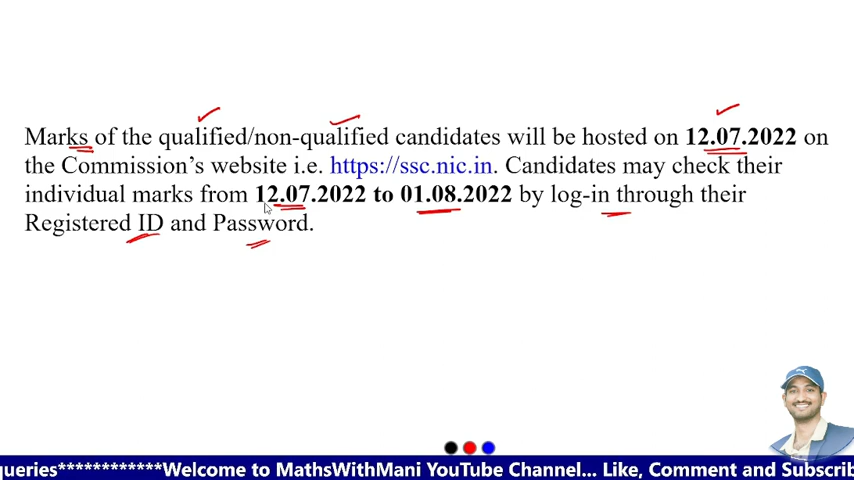 Marks of the qualified/non-qualified candidates will be hosted on 12.07.2022 on
the Commission's website i.e. https://ssc.nic.in. Candidates may check their
individual marks from 12.07.2022 to 01.08.2022 by log-in through their
Registered ID and Password.
queries************Welcome to MathsWithMani YouTube Channel... Like, Comment and Subscrib